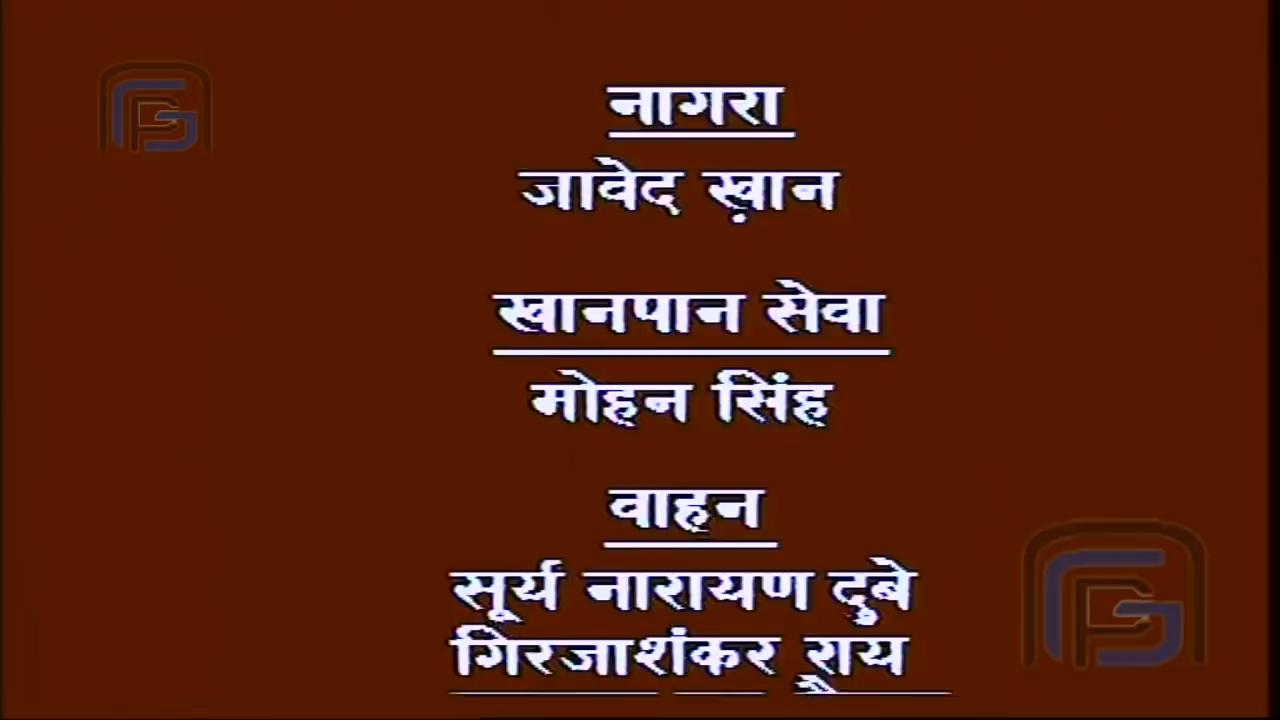 नागरा
जावेद ख़ान
खानपान सेवा
मोहन सिंह
वाहन
सूर्य नारायण दुबे
गिरजाशंकर राय